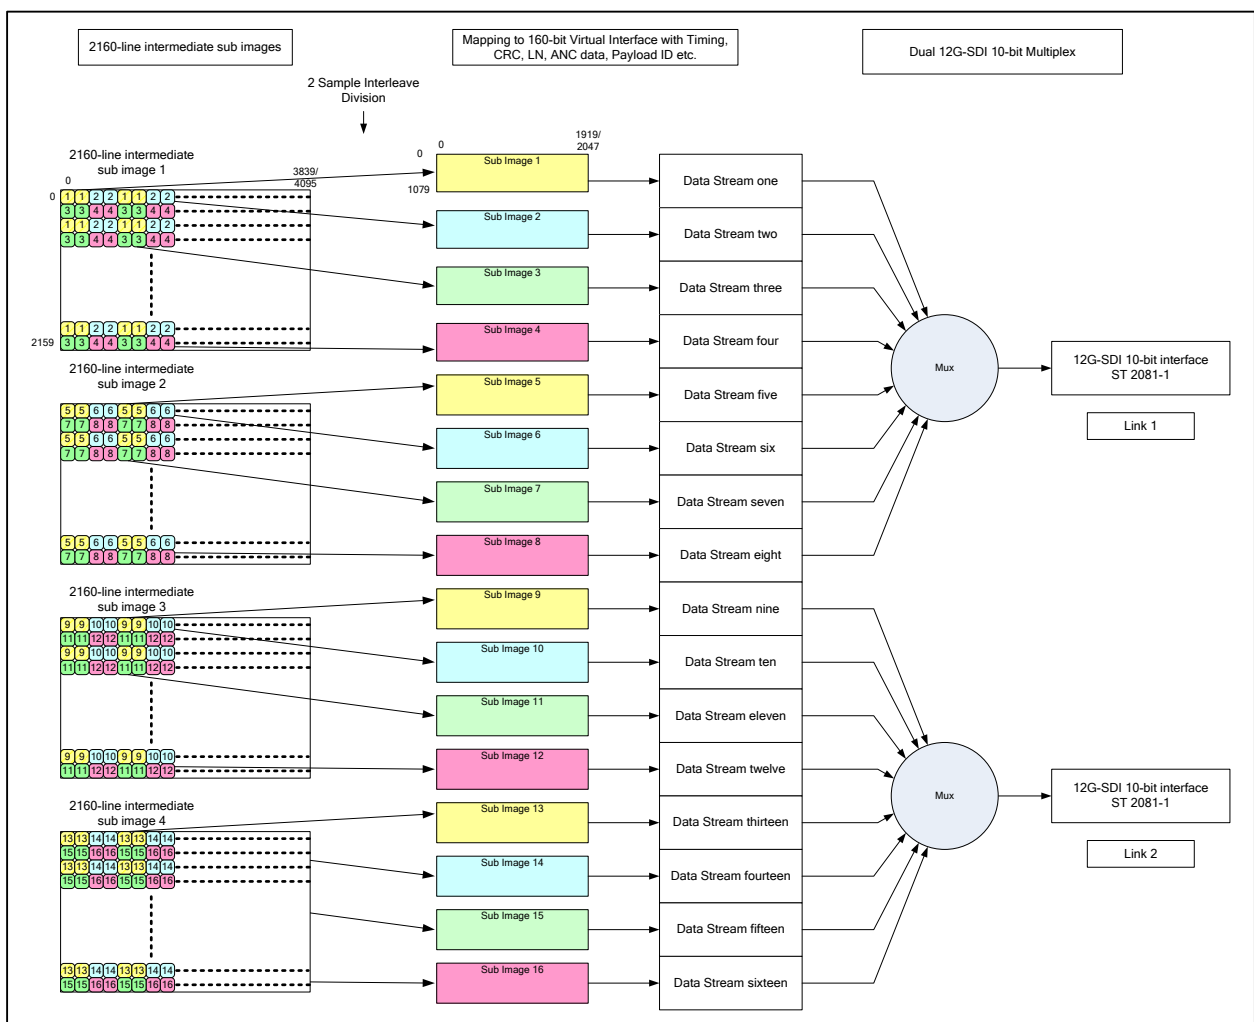 2160-line intermediate sub images
Mapping to 160-bit Virtual Interface with Timing,
CRC, LN, ANC data, Payload ID etc.
Dual 12G-SDI 10-bit Multiplex
2 Sample Interleave
Division
2160-line intermediate
sub image 1
0
3839/
4095
0
1 1 2 2 1 1 2 2
3 3 4 4 3 3 4 4
1 1 2 2 1 1 2 2
3 3 4 4 3 3 4 4
1 1 2 2 1 1 2 2
2159
3 3 4 4 3 3 4 4
2160-line intermediate
sub image 2
5 5 6 6 5 5 6 6
7 7 8 8 7 7 8 8
5 5 6 6 5 5 6 6
7 7 8 8 7 7 8 8
5 5 6 6 5 5 6 6
7 7 8 8 7 7 8 8
2160-line intermediate
sub image 3
9 9 10 10 9 9 10 10
11 11 12 12 11 11 12 12
9 9 10 10 9 9 10 10
11 11 12 12 11 11 12 12
9 9 10 10 9 9 10 10
11 11 12 12 11 11 12 12
2160-line intermediate
sub image 4
13 13 14 14 13 13 14 14
15 15 16 16 15 15 16 16
13 13 14 14 13 13 14 14
15 15 16 16 15 15 16 16
13 13 14 14 13 13 14 14
15 15 16 16 15 15 16 16
0
0
1919/
2047
1079
Sub Image 1
Sub Image 2
Sub Image 3
Sub Image 4
Sub Image 5
Sub Image 6
Sub Image 7
Sub Image 8
Sub Image 9
Sub Image 10
Sub Image 11
Sub Image 12
Sub Image 13
Sub Image 14
Sub Image 15
Sub Image 16
Data Stream one
Data Stream two
Data Stream three
Data Stream four
Data Stream five
Data Stream six
Data Stream seven
Data Stream eight
Data Stream nine
Data Stream ten
Data Stream eleven
Data Stream twelve
Data Stream thirteen
Data Stream fourteen
Data Stream fifteen
Data Stream sixteen
Mux
12G-SDI 10-bit interface
ST 2081-1
Link 1
Mux
12G-SDI 10-bit interface
ST 2081-1
Link 2